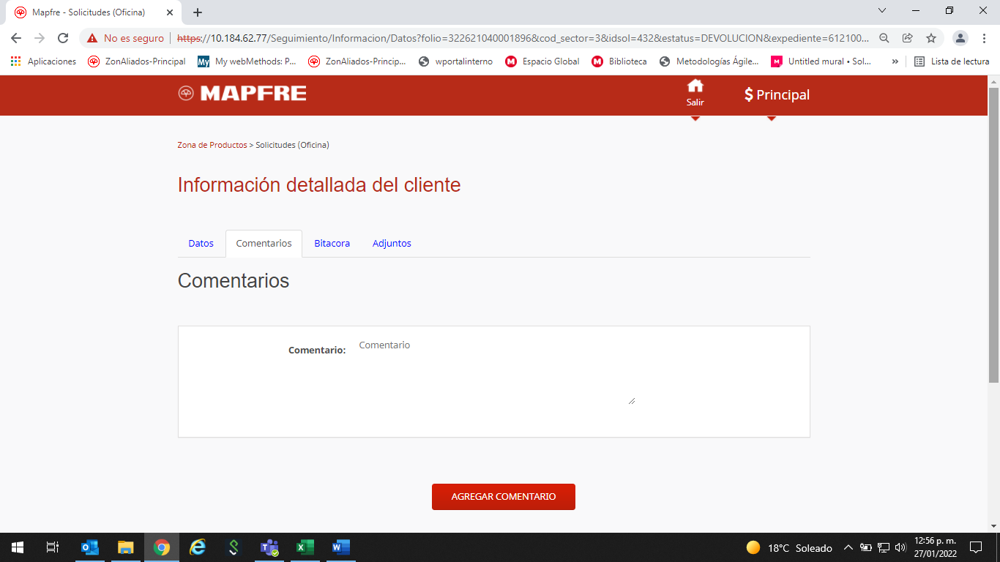 Mapfre - Solicitudes (Oficina)
No es seguro | https://10.184.62.77/Seguimiento/Informacion/Datos?folio=322621040001896&cod_sector=3&idsol=432&estatus=DEVOLUCION&expediente=612100...
Aplicaciones ZonAliados-Principal My webMethods: P... ZonAliados-Princip... wportalinterno Espacio Global Biblioteca Metodologías Ágile... Untitled mural • Sol... » Lista de lectura
MAPFRE
Salir
$ Principal
Zona de Productos > Solicitudes (Oficina)
Información detallada del cliente
Datos Comentarios Bitacora Adjuntos
Comentarios
Comentario: Comentario
AGREGAR COMENTARIO
18°C Soleado
12:56 p. m.
27/01/2022